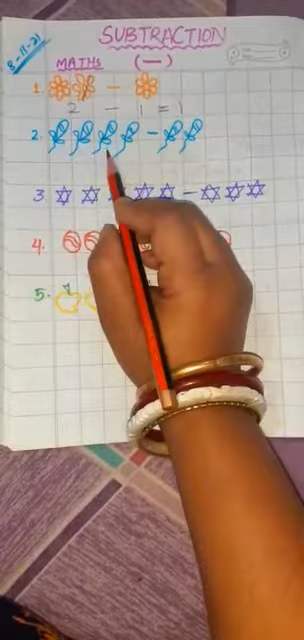 8-11-21
SUBTRACTION
MATHS (—)
1. —
2 — 1 = 1
2. —
3. —
4.
5.